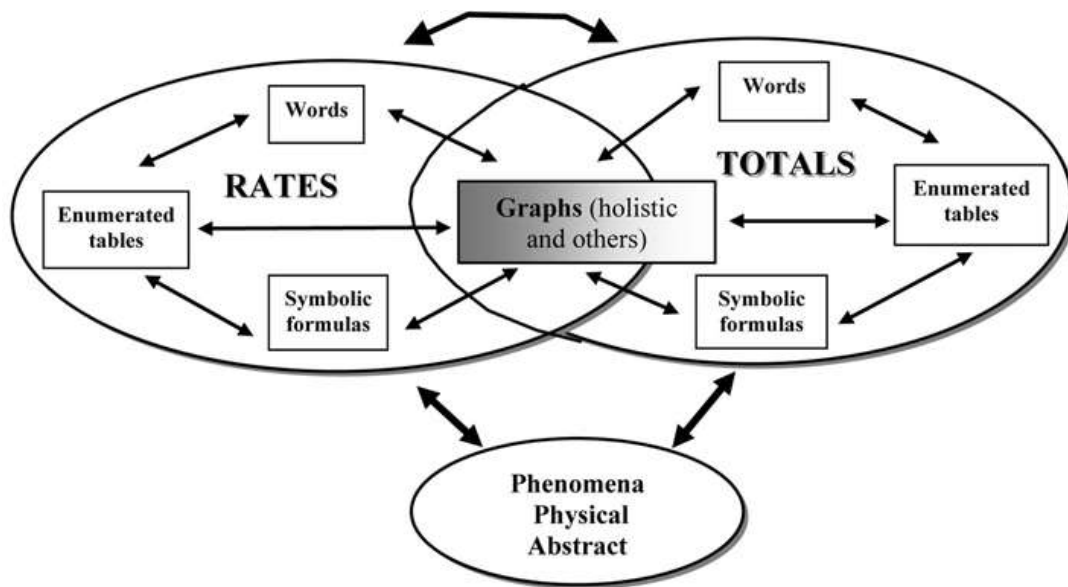 Words
RATES
Enumerated
tables
Symbolic
formulas
Graphs (holistic
and others)
Words
TOTALS
Enumerated
tables
Symbolic
formulas
Phenomena
Physical
Abstract